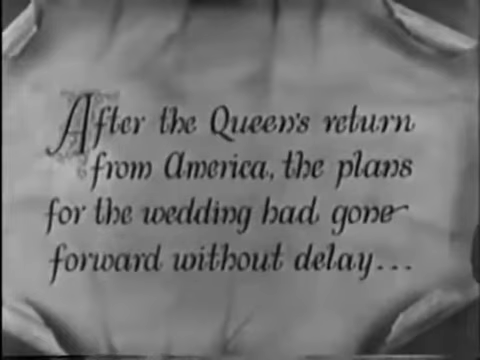 After the Queen's return
from America, the plans
for the wedding had gone
forward without delay...